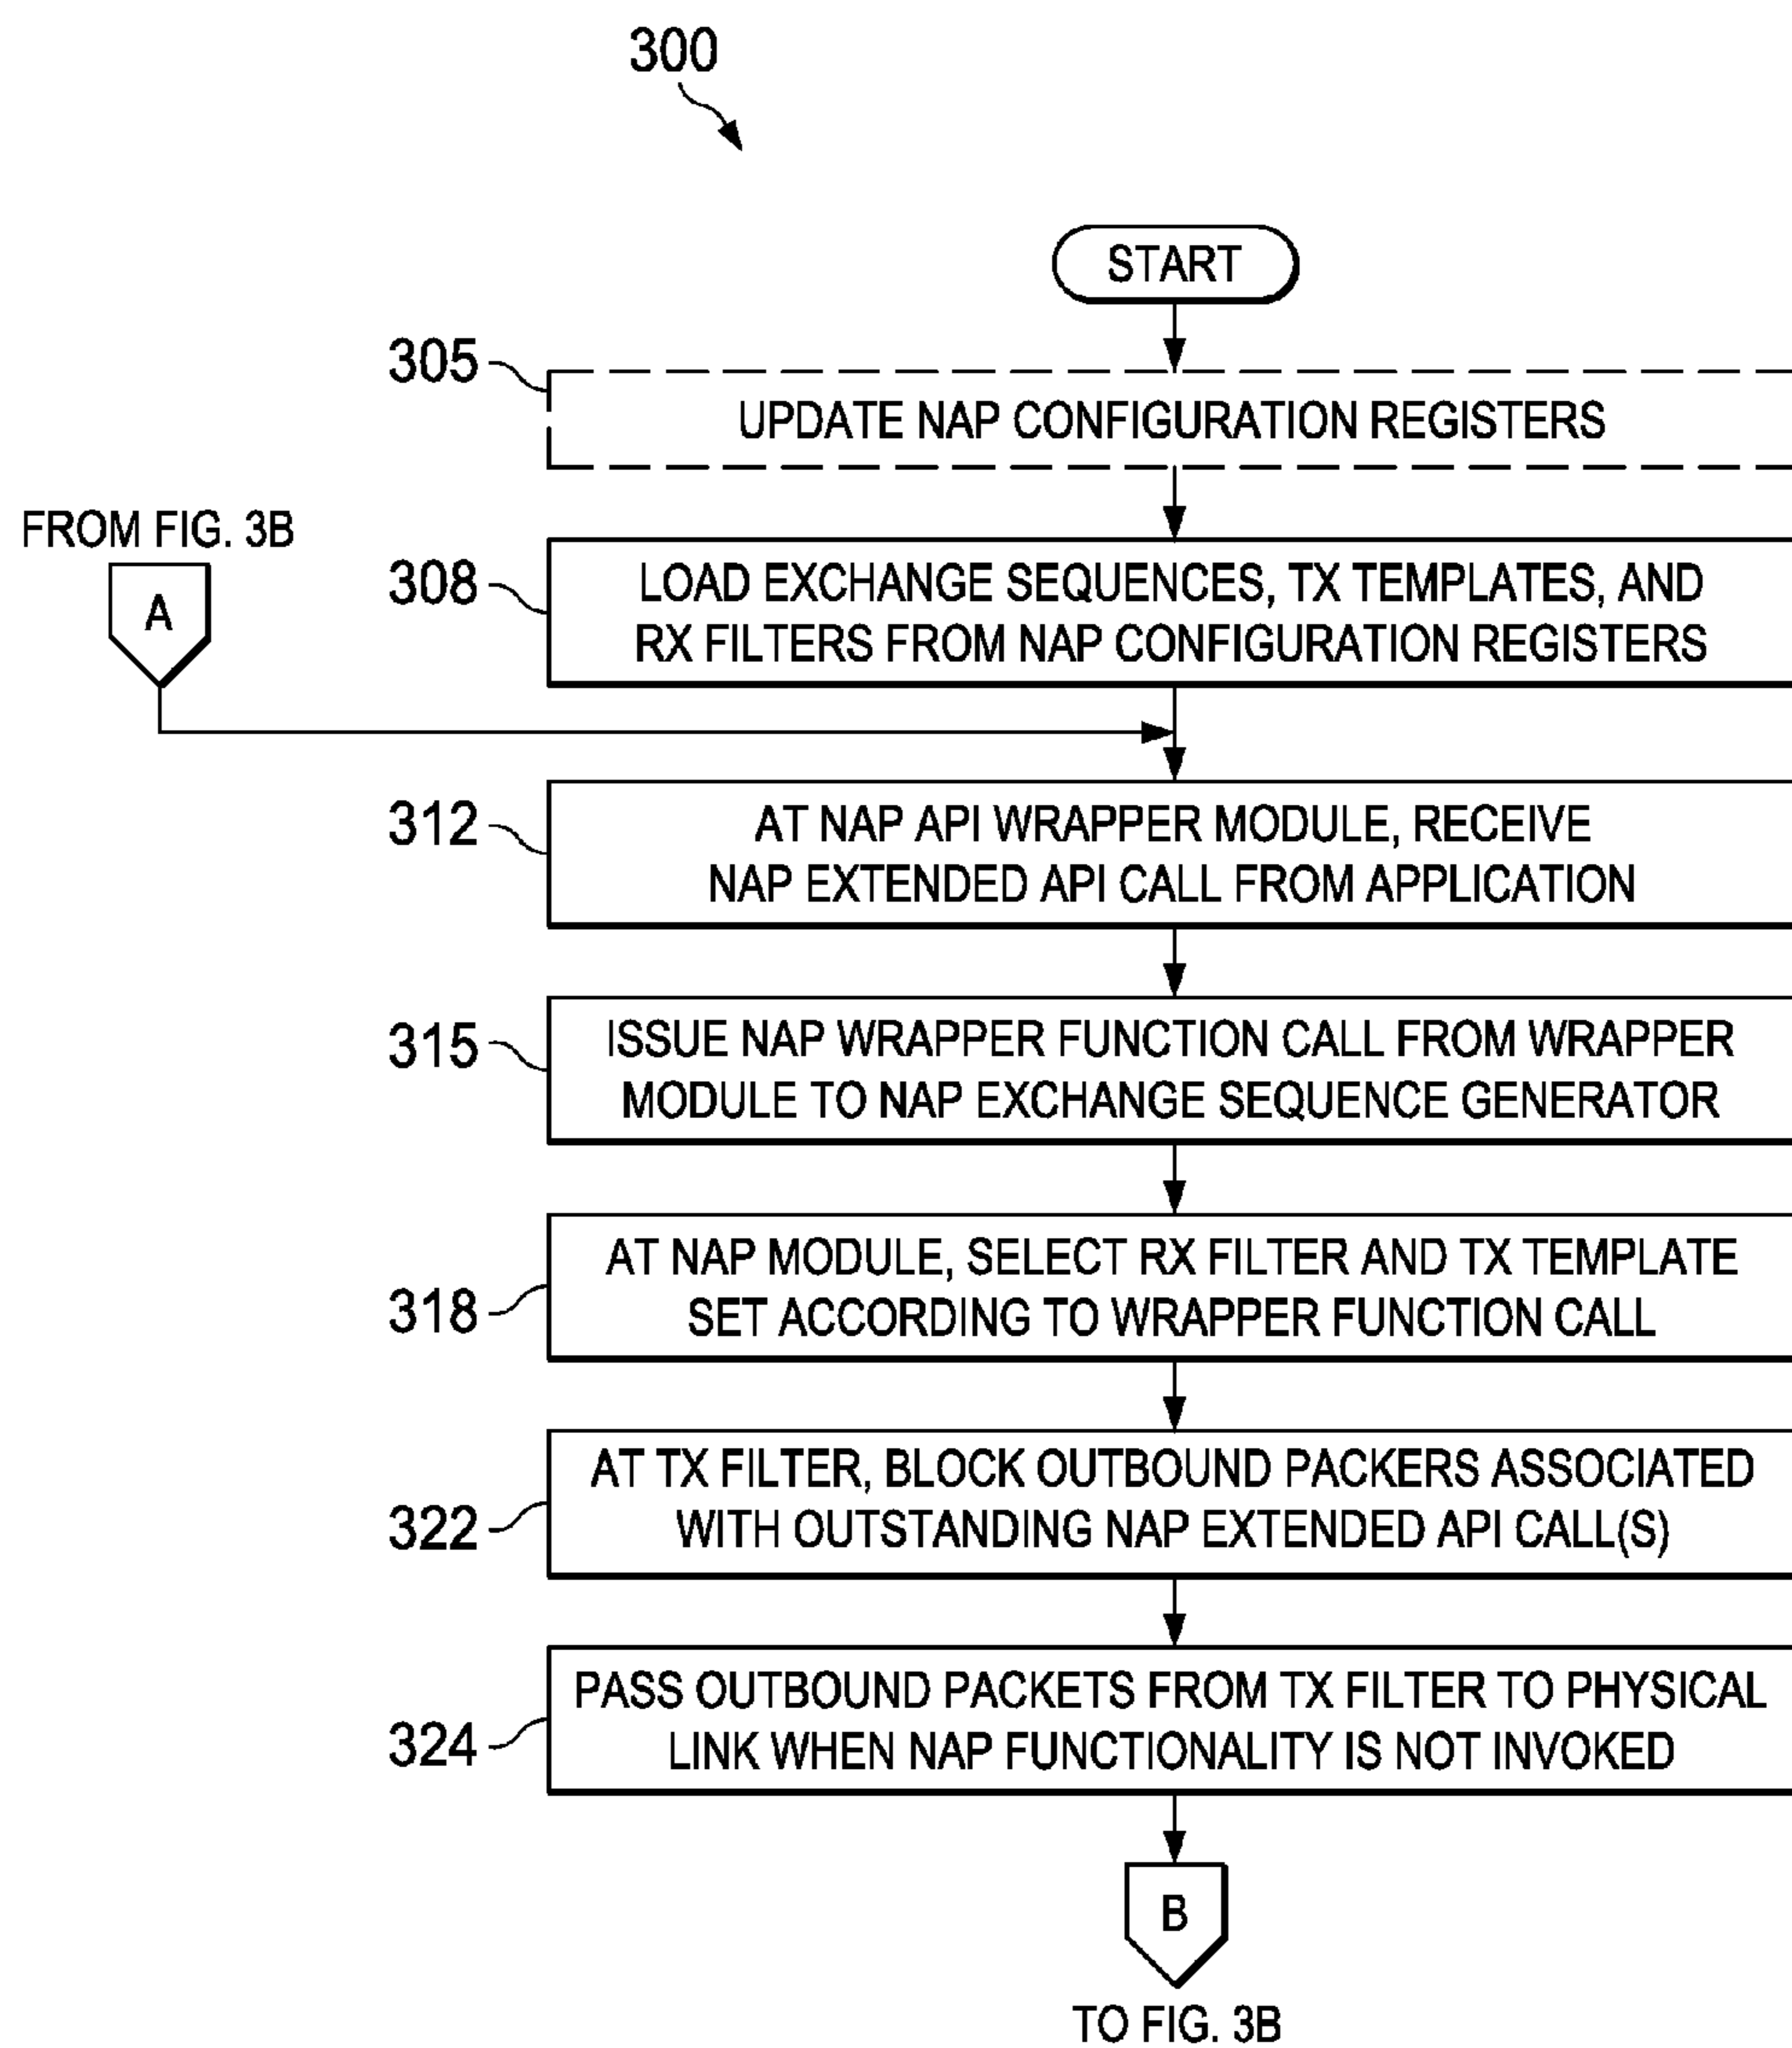 300
START
305
UPDATE NAP CONFIGURATION REGISTERS
FROM FIG. 3B
A
308
LOAD EXCHANGE SEQUENCES, TX TEMPLATES, AND
RX FILTERS FROM NAP CONFIGURATION REGISTERS
312
AT NAP API WRAPPER MODULE, RECEIVE
NAP EXTENDED API CALL FROM APPLICATION
315
ISSUE NAP WRAPPER FUNCTION CALL FROM WRAPPER
MODULE TO NAP EXCHANGE SEQUENCE GENERATOR
318
AT NAP MODULE, SELECT RX FILTER AND TX TEMPLATE
SET ACCORDING TO WRAPPER FUNCTION CALL
322
AT TX FILTER, BLOCK OUTBOUND PACKERS ASSOCIATED
WITH OUTSTANDING NAP EXTENDED API CALL(S)
324
PASS OUTBOUND PACKETS FROM TX FILTER TO PHYSICAL
LINK WHEN NAP FUNCTIONALITY IS NOT INVOKED
B
TO FIG. 3B